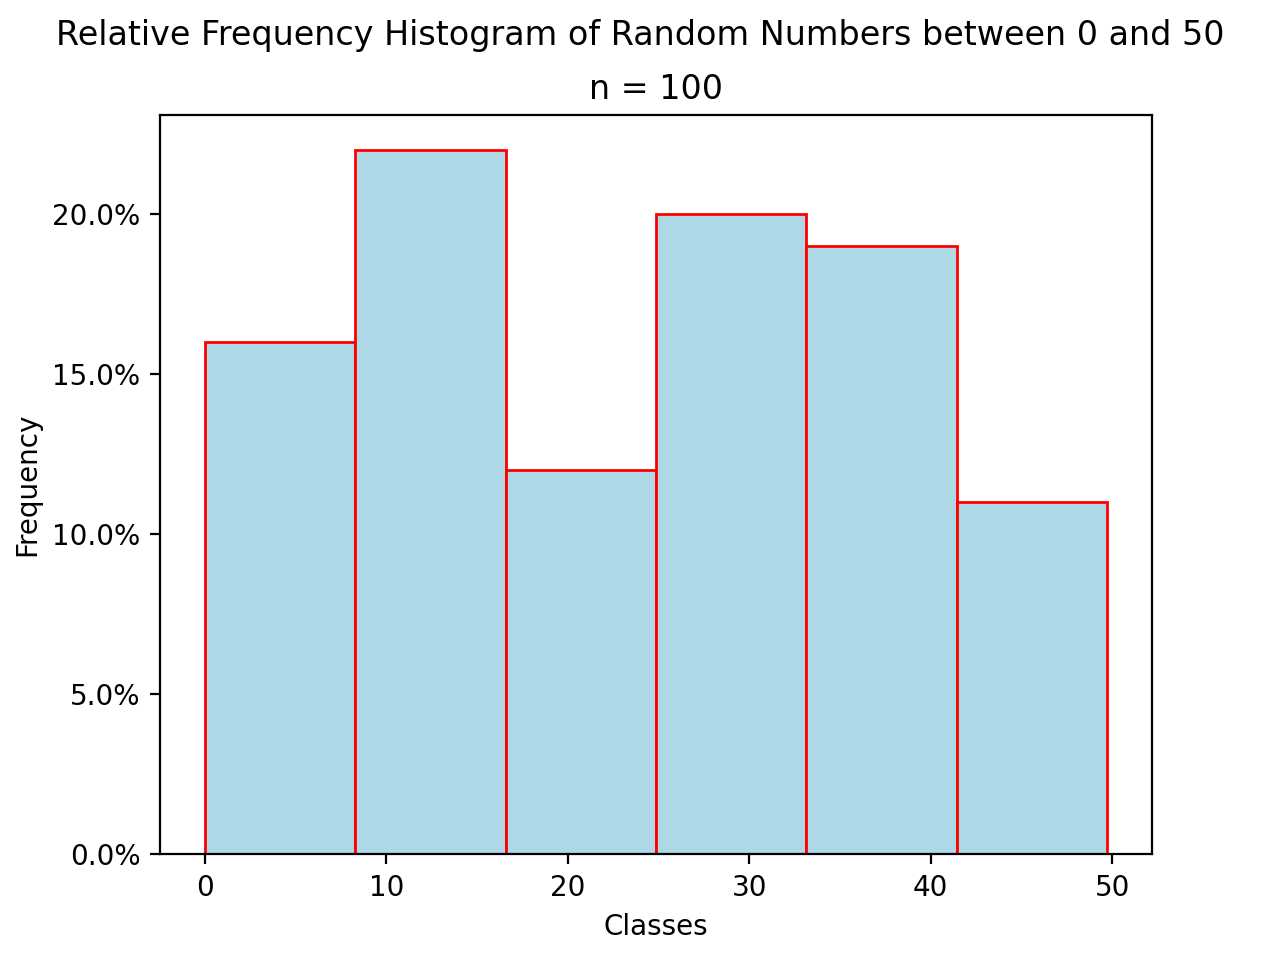 Relative Frequency Histogram of Random Numbers between 0 and 50
n = 100
20.0%
15.0%
10.0%
5.0%
0.0%
Frequency
0 10 20 30 40 50
Classes